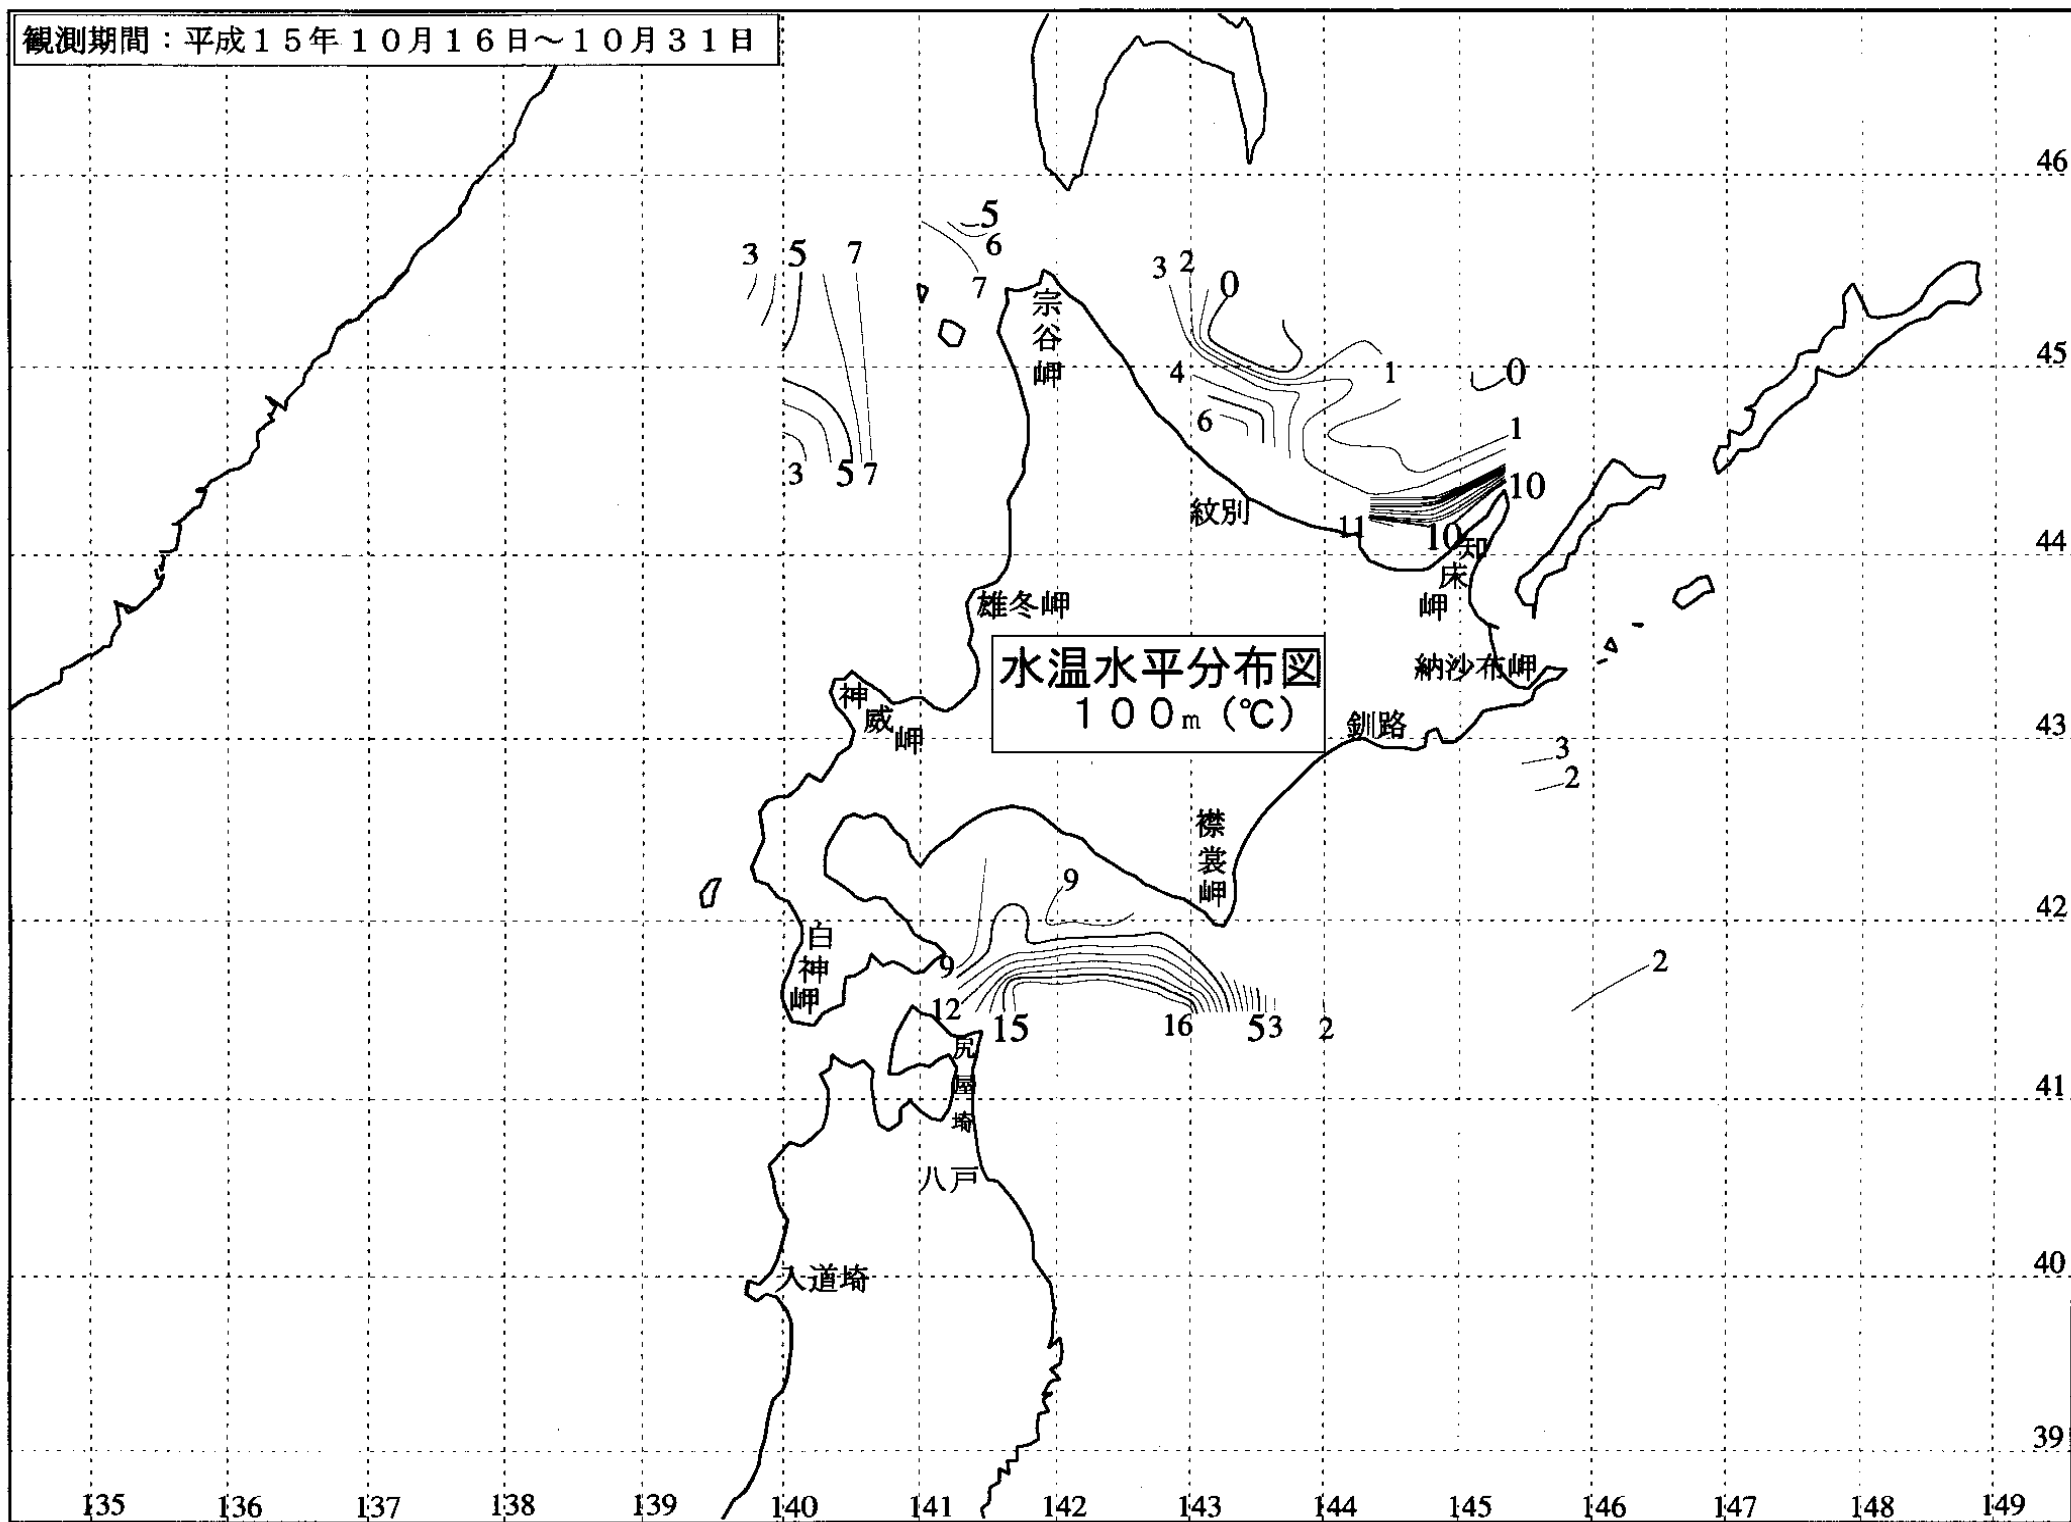 観測期間：平成１５年１０月１６日～１０月３１日
46
5
6
7
3 5 7
3 2 0
宗谷岬
45
4
1
0
6
1
3 5 7
10
紋別
11
10
44
知床岬
雄冬岬
水温水平分布図
１００m（℃）
納沙布岬
神威岬
釧路
43
3
2
襟裳岬
9
42
白神岬
9
2
12
15
16
5 3
2
尻屋埼
41
八戸
40
入道埼
39
135 136 137 138 139 140 141 142 143 144 145 146 147 148 149